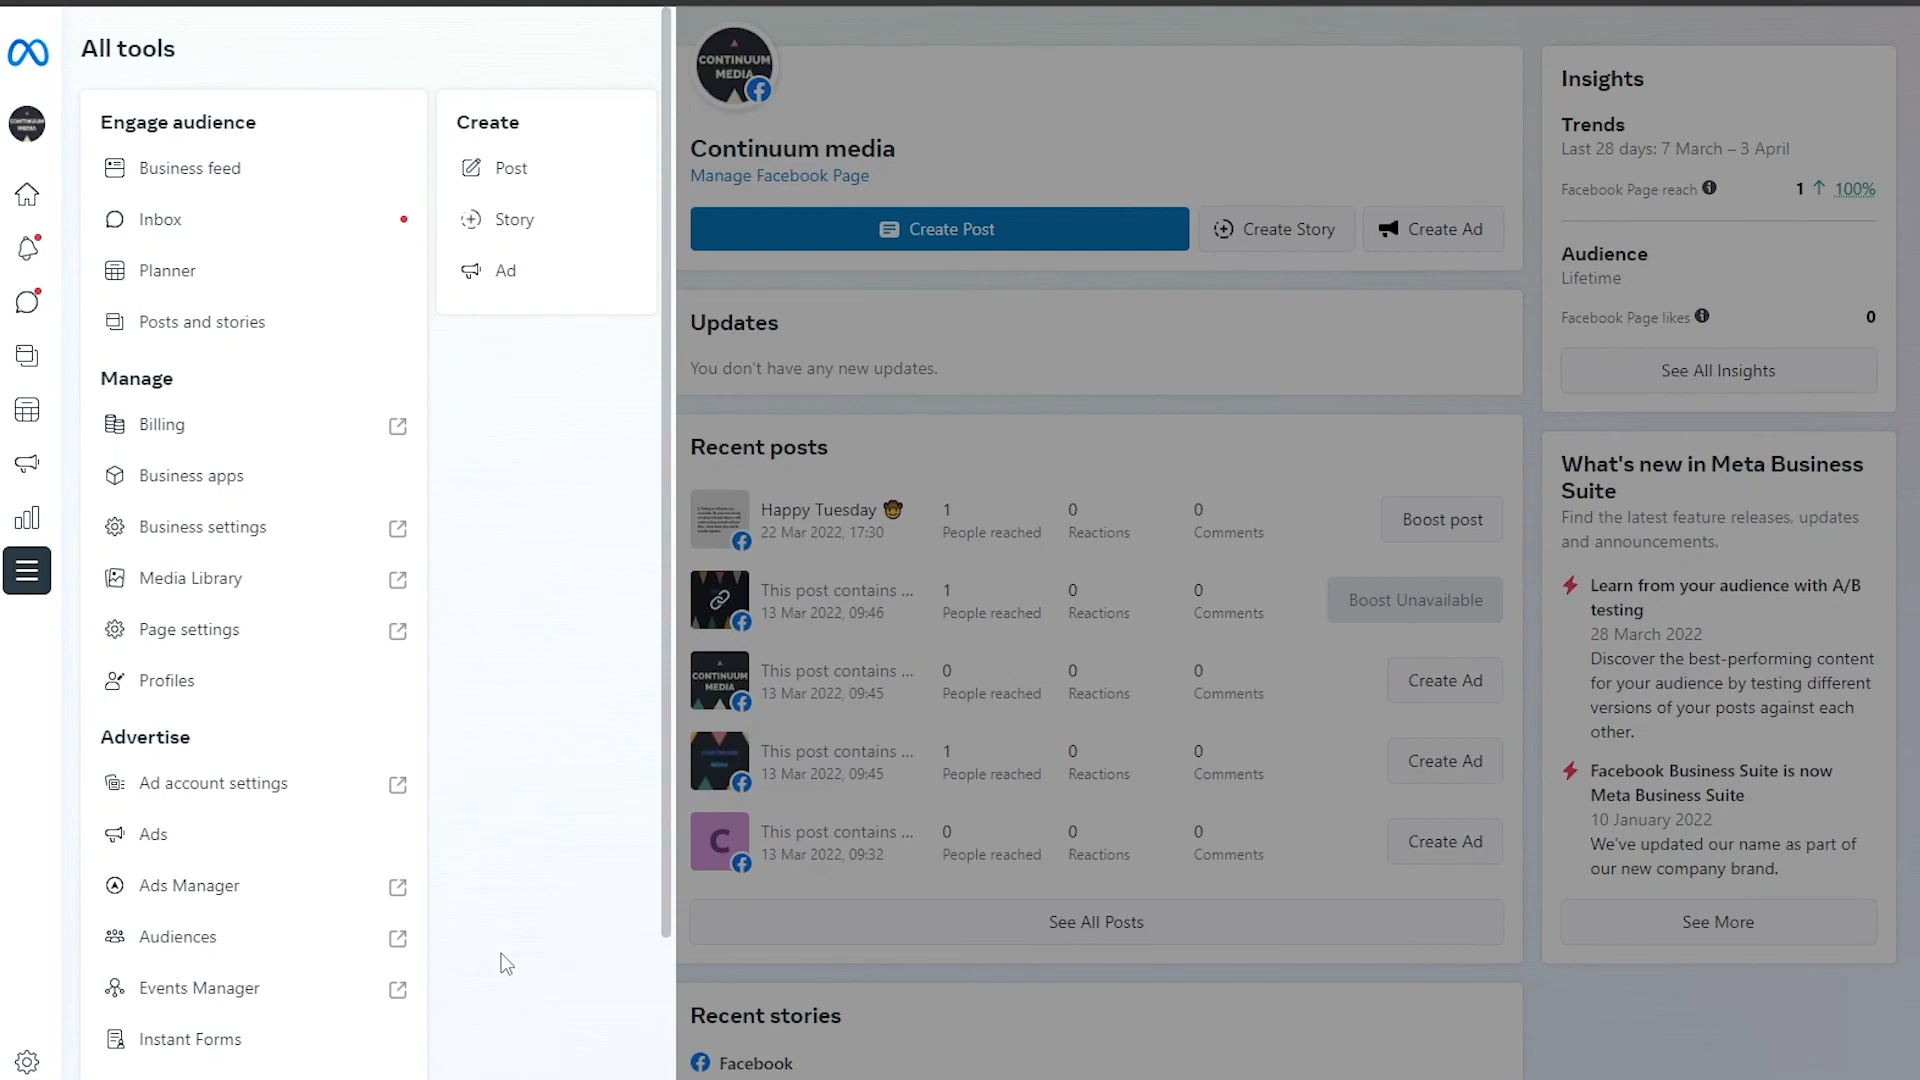 All tools
Engage audience
Business feed
Inbox
Planner
Posts and stories
Manage
Billing
Business apps
Business settings
Media Library
Page settings
Profiles
Advertise
Ad account settings
Ads
Ads Manager
Audiences
Events Manager
Instant Forms
Create
Post
Story
Ad
CONTINUUM
MEDIA
Continuum media
Manage Facebook Page
Create Post
Create Story
Create Ad
Updates
You don't have any new updates.
Recent posts
Happy Tuesday 1 0 0
22 Mar 2022, 17:30 People reached Reactions Comments
Boost post
This post contains ... 1 0 0
13 Mar 2022, 09:46 People reached Reactions Comments
Boost Unavailable
CONTINUUM
MEDIA
This post contains ... 0 0 0
13 Mar 2022, 09:45 People reached Reactions Comments
Create Ad
This post contains ... 1 0 0
13 Mar 2022, 09:45 People reached Reactions Comments
Create Ad
C
This post contains ... 0 0 0
13 Mar 2022, 09:32 People reached Reactions Comments
Create Ad
See All Posts
Recent stories
Facebook
Insights
Trends
Last 28 days: 7 March – 3 April
Facebook Page reach 1 ↑ 100%
Audience
Lifetime
Facebook Page likes 0
See All Insights
What's new in Meta Business
Suite
Find the latest feature releases, updates
and announcements.
Learn from your audience with A/B
testing
28 March 2022
Discover the best-performing content
for your audience by testing different
versions of your posts against each
other.
Facebook Business Suite is now
Meta Business Suite
10 January 2022
We've updated our name as part of
our new company brand.
See More